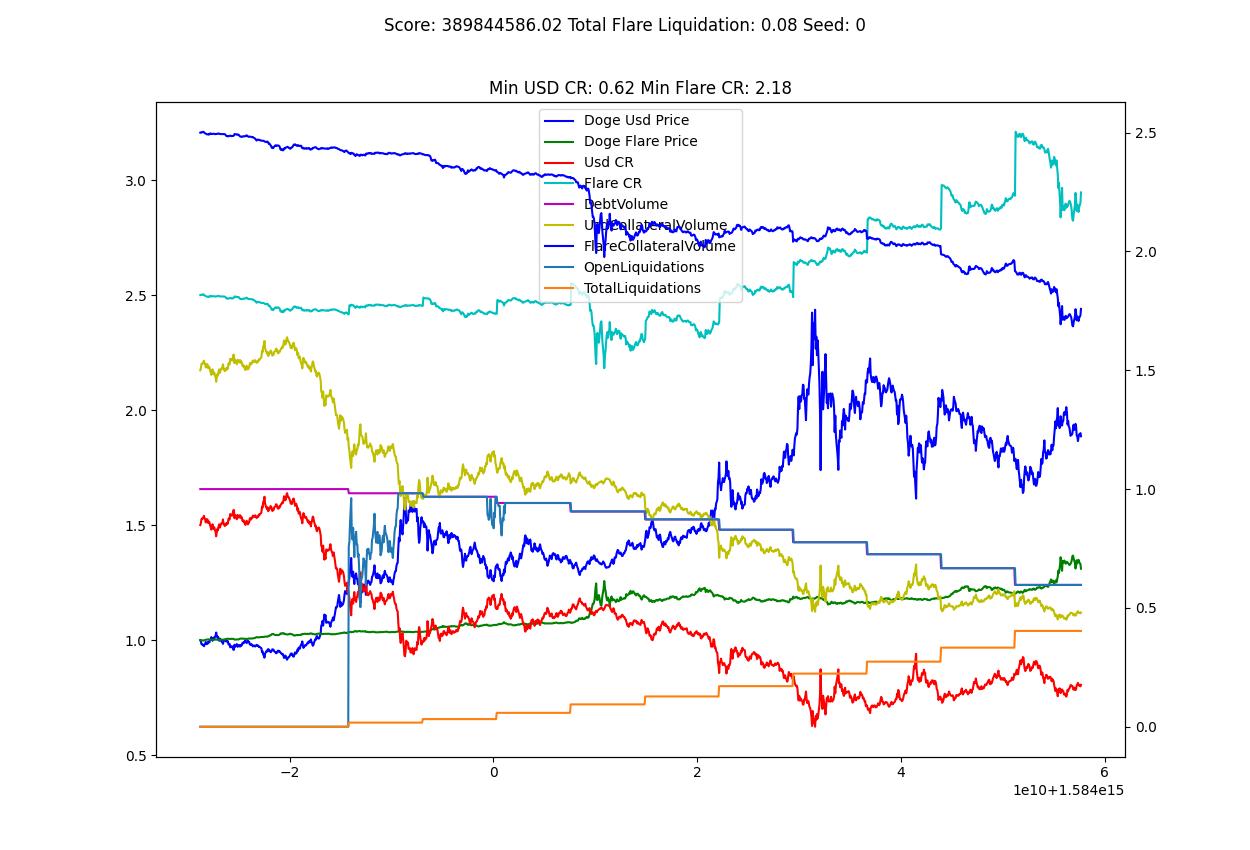 Score: 389844586.02 Total Flare Liquidation: 0.08 Seed: 0
Min USD CR: 0.62 Min Flare CR: 2.18
Doge Usd Price
Doge Flare Price
Usd CR
Flare CR
DebtVolume
UsdCollateralVolume
FlareCollateralVolume
OpenLiquidations
TotalLiquidations
3.0
2.5
2.0
1.5
1.0
0.5
2.5
2.0
1.5
1.0
0.5
0.0
−2
0
2
4
6
1e10+1.584e15